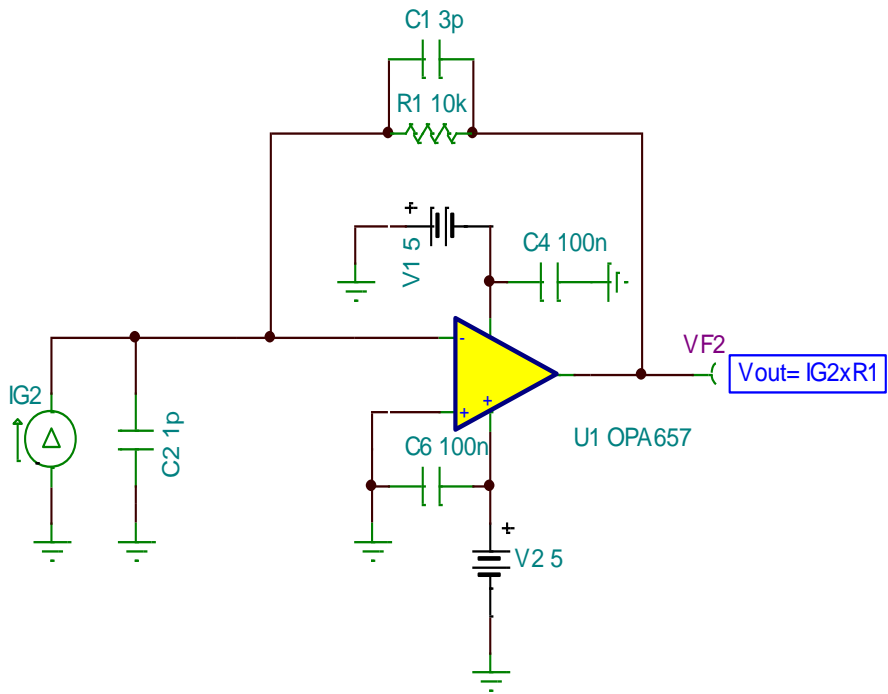 C1 3p
R1 10k
+
V1 5
C4 100n
-
+
+
U1 OPA657
VF2
Vout= IG2xR1
IG2
C2 1p
C6 100n
+
V2 5